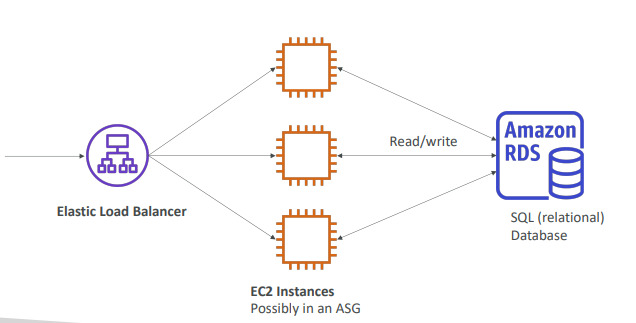 Elastic Load Balancer
EC2 Instances
Possibly in an ASG
Read/write
Amazon
RDS
SQL (relational)
Database